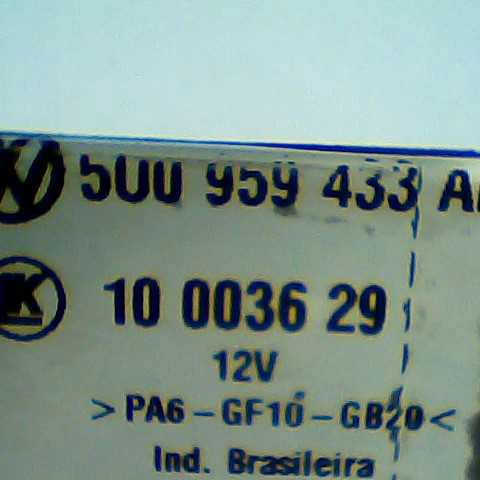 5U0 959 433 A
10 0036 29
12V
>PA6-GF10-GB20<
Ind. Brasileira